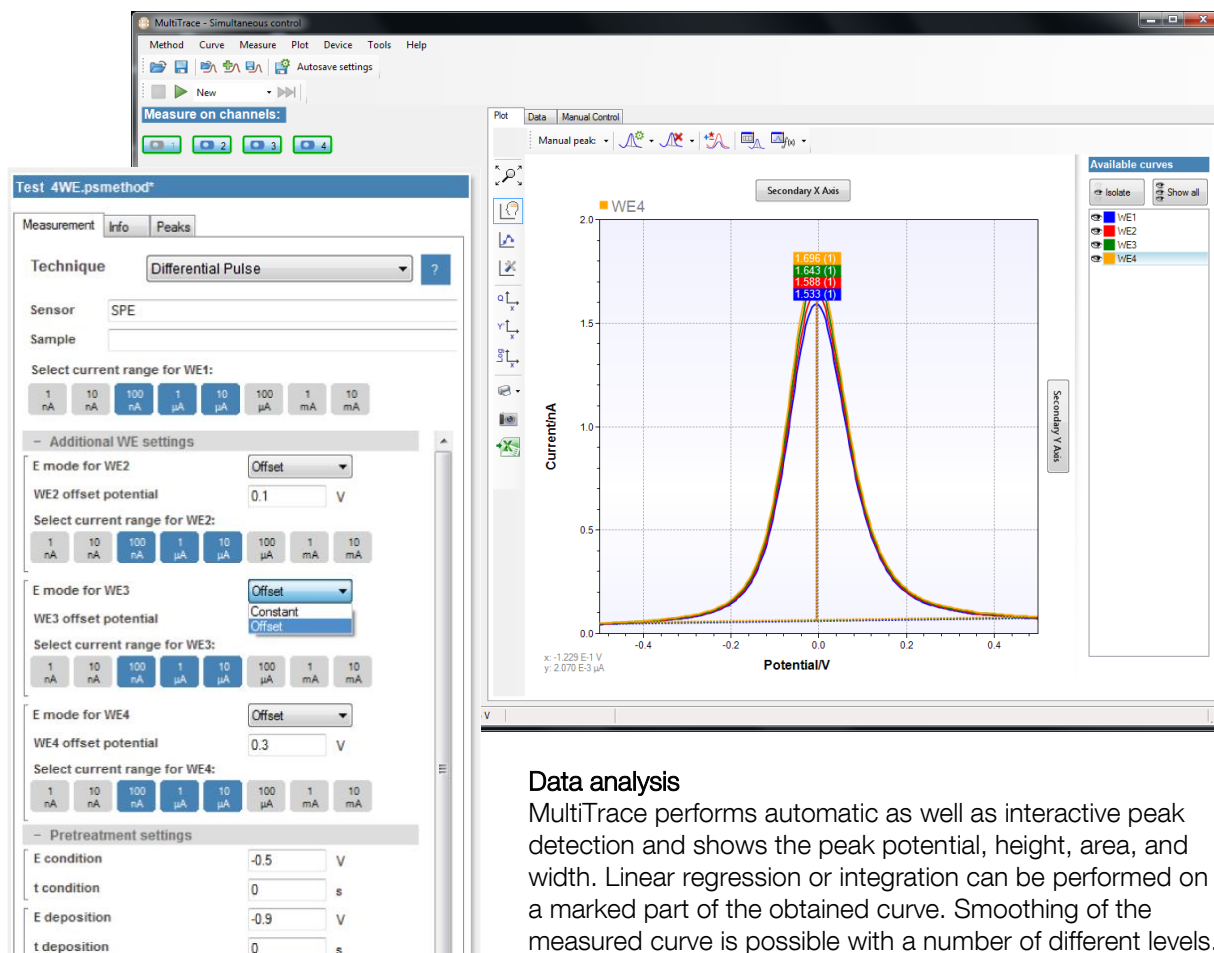 MultiTrace - Simultaneous control
Method Curve Measure Plot Device Tools Help
Autosave settings
New
Measure on channels:
1 2 3 4
Test 4WE.psmethod*
Measurement Info Peaks
Technique Differential Pulse ?
Sensor SPE
Sample
Select current range for WE1:
1 nA 10 nA 100 nA 1 µA 10 µA 100 µA 1 mA 10 mA
− Additional WE settings
E mode for WE2 Offset
WE2 offset potential 0.1 V
Select current range for WE2:
1 nA 10 nA 100 nA 1 µA 10 µA 100 µA 1 mA 10 mA
E mode for WE3 Offset
Constant
WE3 offset potential Offset
Select current range for WE3:
1 nA 10 nA 100 nA 1 µA 10 µA 100 µA 1 mA 10 mA
E mode for WE4 Offset
WE4 offset potential 0.3 V
Select current range for WE4:
1 nA 10 nA 100 nA 1 µA 10 µA 100 µA 1 mA 10 mA
− Pretreatment settings
E condition -0.5 V
t condition 0 s
E deposition -0.9 V
t deposition 0 s
Plot Data Manual Control
Manual peak: f(x)
Q x
Y' x
Log x
Secondary X Axis
WE4
1.696 (1)
1.643 (1)
1.588 (1)
1.533 (1)
2.0
1.5
1.0
0.5
0.0
Current/nA
-0.4 -0.2 0.0 0.2 0.4
Potential/V
x: -1.229 E-1 V
y: 2.070 E-3 µA
Secondary Y Axis
Available curves
Isolate Show all
WE1
WE2
WE3
WE4
V
Data analysis
MultiTrace performs automatic as well as interactive peak
detection and shows the peak potential, height, area, and
width. Linear regression or integration can be performed on
a marked part of the obtained curve. Smoothing of the
measured curve is possible with a number of different levels.